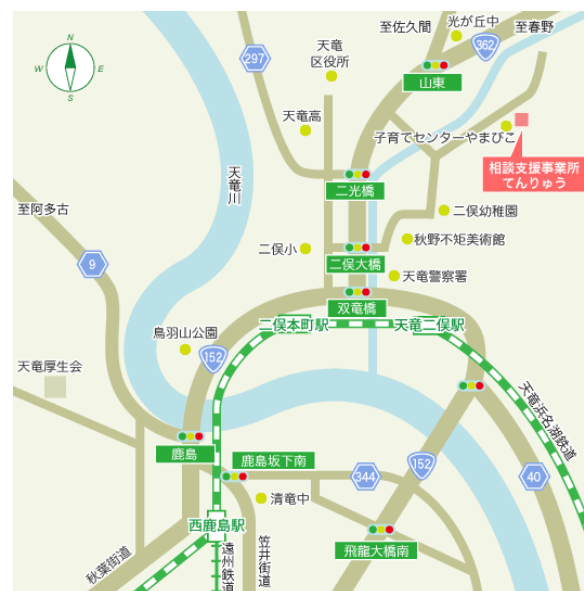 至佐久間
光が丘中
至春野
N
W
E
S
297
天竜
区役所
362
山東
天竜高
子育てセンターやまびこ
相談支援事業所
てんりゅう
天竜川
二光橋
至阿多古
二俣幼稚園
二俣小
秋野不矩美術館
二俣大橋
9
天竜警察署
双竜橋
二俣本町駅
天竜二俣駅
鳥羽山公園
152
天竜厚生会
天竜浜名湖鉄道
鹿島
鹿島坂下南
152
344
40
清竜中
西鹿島駅
飛龍大橋南
秋葉街道
遠州鉄道
笠井街道